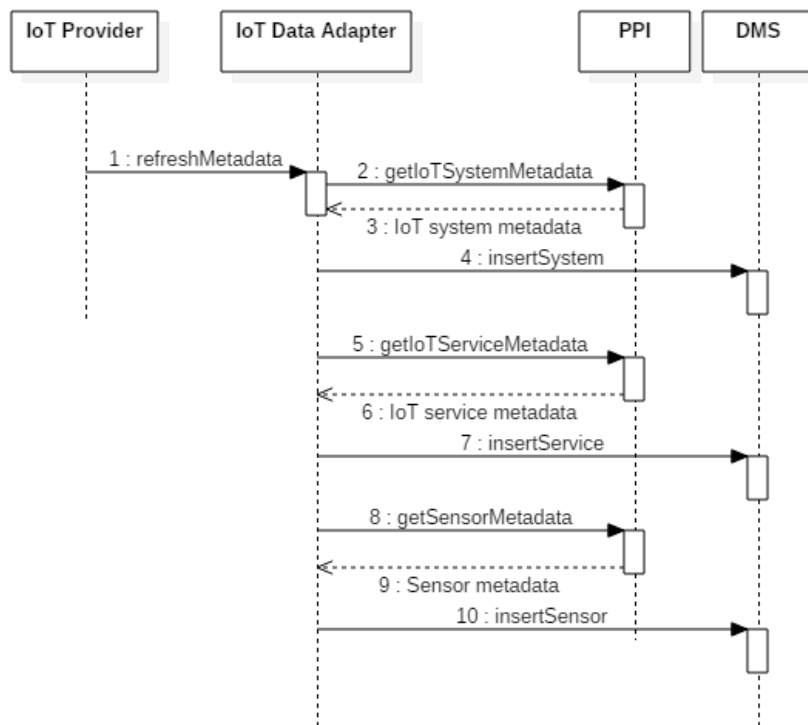 IoT Provider
IoT Data Adapter
PPI
DMS
1 : refreshMetadata
2 : getIoTSystemMetadata
3 : IoT system metadata
4 : insertSystem
5 : getIoTServiceMetadata
6 : IoT service metadata
7 : insertService
8 : getSensorMetadata
9 : Sensor metadata
10 : insertSensor